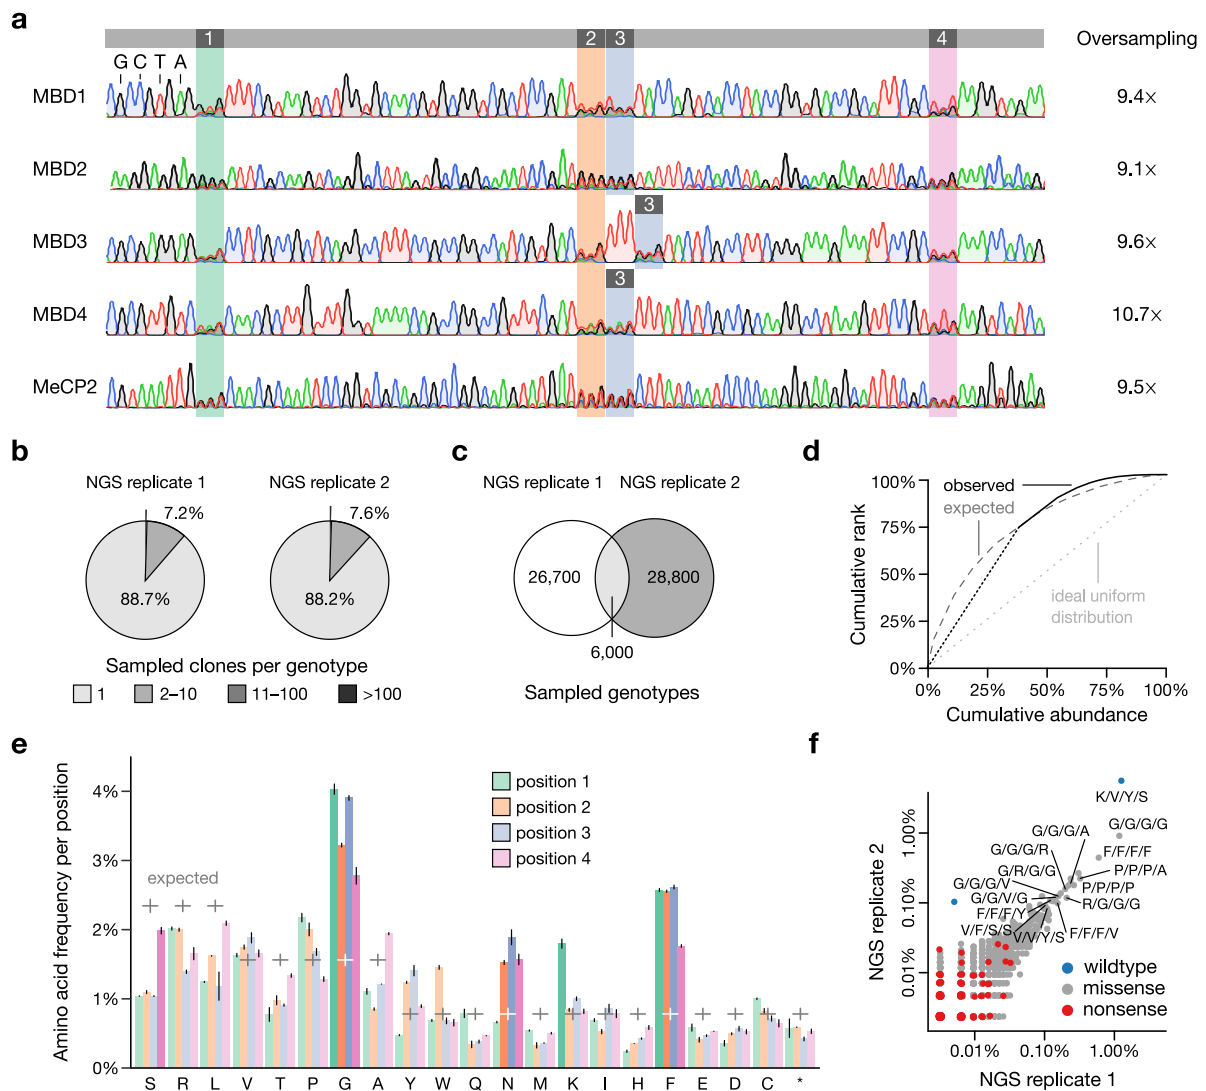 a
1 2 3 4 Oversampling
G C T A
MBD1 9.4×
MBD2 9.1×
3
MBD3 9.6×
3
MBD4 10.7×
MeCP2 9.5×
b
NGS replicate 1 NGS replicate 2
7.2% 7.6%
88.7% 88.2%
Sampled clones per genotype
1 2–10 11–100 >100
c
NGS replicate 1 NGS replicate 2
26,700 28,800
6,000
Sampled genotypes
d
Cumulative rank
100%
75%
50%
25%
0%
observed
expected
ideal uniform
distribution
0% 25% 50% 75% 100%
Cumulative abundance
e
Amino acid frequency per position
4%
3%
2%
1%
0%
expected
position 1
position 2
position 3
position 4
S R L V T P G A Y W Q N M K I H F E D C *
f
NGS replicate 2
1.00%
0.10%
0.01%
K/V/Y/S
G/G/G/G
G/G/G/A
G/G/G/R
F/F/F/F
G/R/G/G
P/P/P/A
G/G/G/V
P/P/P/P
G/G/V/G
R/G/G/G
F/F/F/Y
V/F/S/S
V/V/Y/S
F/F/F/V
wildtype
missense
nonsense
0.01% 0.10% 1.00%
NGS replicate 1